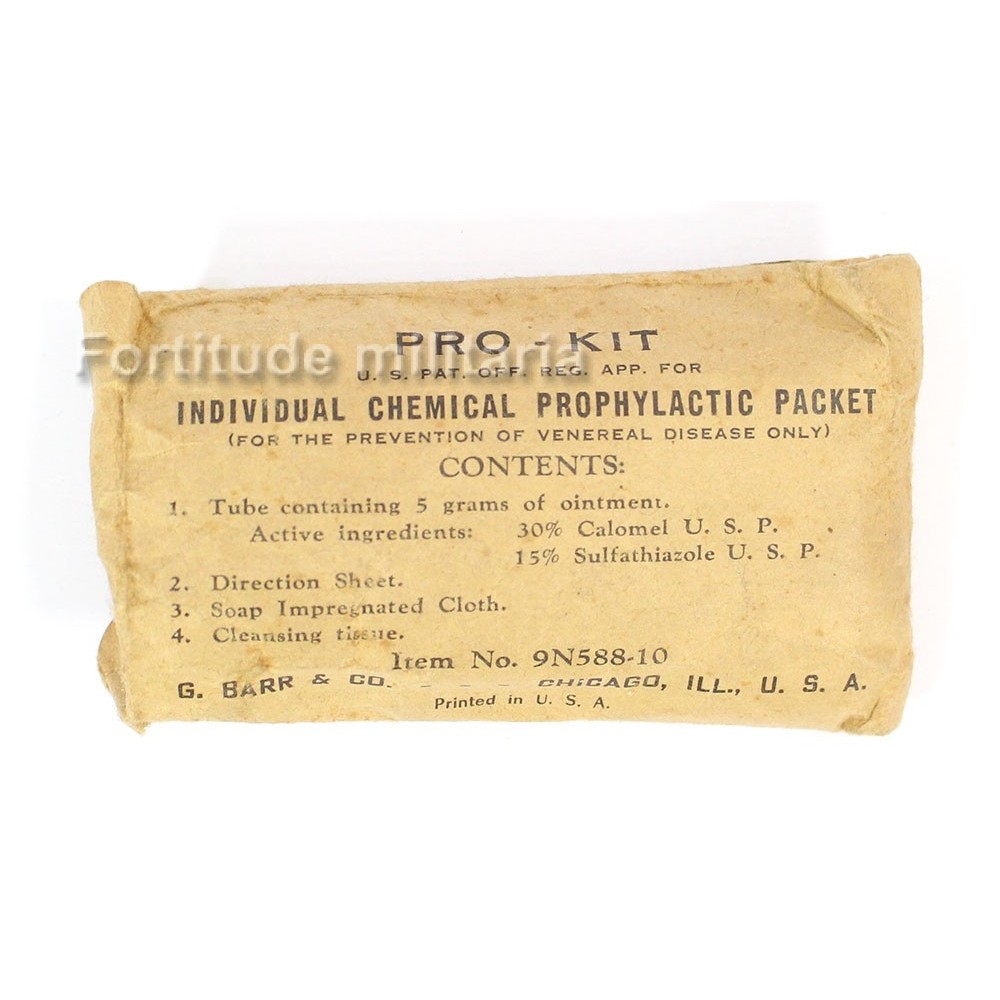 PRO - KIT
Fortitude militaria
U. S. PAT. OFF. REG. APP. FOR
INDIVIDUAL CHEMICAL PROPHYLACTIC PACKET
(FOR THE PREVENTION OF VENEREAL DISEASE ONLY)
CONTENTS:
1. Tube containing 5 grams of ointment.
Active ingredients: 30% Calomel U. S. P.
15% Sulfathiazole U. S. P.
2. Direction Sheet.
3. Soap Impregnated Cloth.
4. Cleansing tissue.
Item No. 9N588-10
G. BARR & CO. - - - CHICAGO, ILL., U. S. A.
Printed in U. S. A.